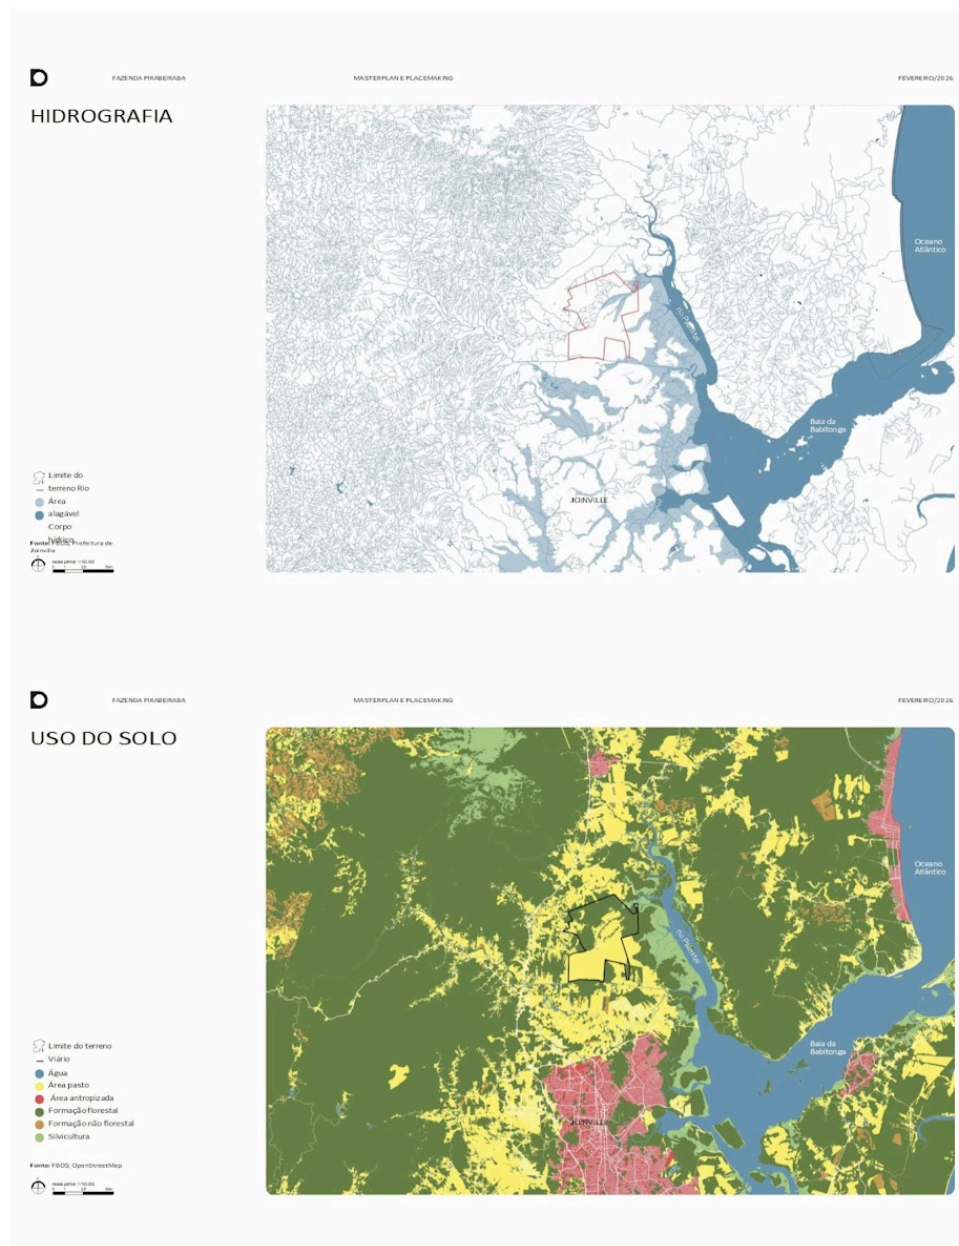 FAZENDA PIRABEIRABA
MASTERPLAN E PLACEMAKING
FEVEREIRO/2026
HIDROGRAFIA
Oceano
Atlântico
rio Palmital
Baía da
Babitonga
JOINVILLE
Limite do
terreno Rio
Área
alagável
Corpo
hídrico
Fonte: FBDS, Prefeitura de
Joinville
FAZENDA PIRABEIRABA
MASTERPLAN E PLACEMAKING
FEVEREIRO/2026
USO DO SOLO
Oceano
Atlântico
rio Palmital
Baía da
Babitonga
JOINVILLE
Limite do terreno
Viário
Água
Área pasto
Área antropizada
Formação florestal
Formação não florestal
Silvicultura
Fonte: FBDS, OpenStreetMap